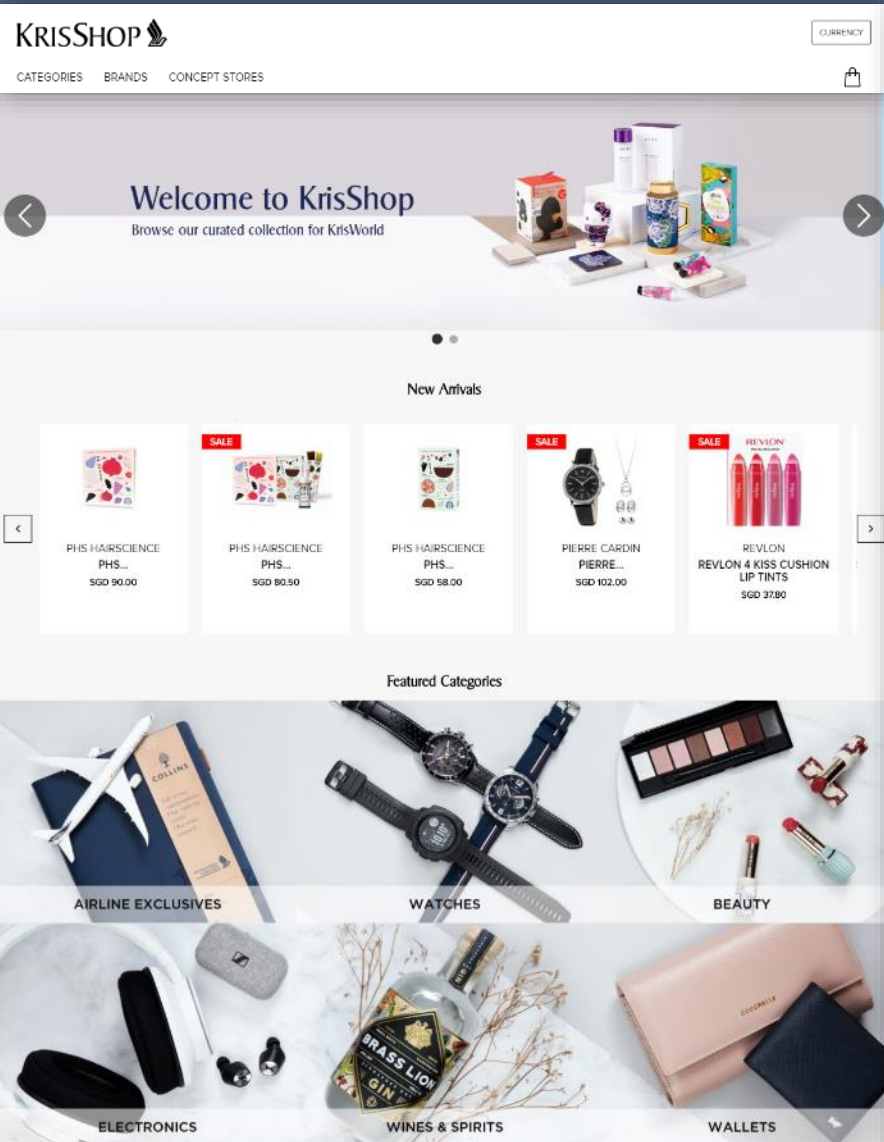 KRISSHOP
CURRENCY
CATEGORIES BRANDS CONCEPT STORES
Welcome to KrisShop
Browse our curated collection for KrisWorld
New Arrivals
SALE
SALE
SALE
REVLON
<
>
PHS HAIRSCIENCE
PHS...
SGD 90.00
PHS HAIRSCIENCE
PHS...
SGD 80.50
PHS HAIRSCIENCE
PHS...
SGD 58.00
PIERRE CARDIN
PIERRE...
SGD 102.00
REVLON
REVLON 4 KISS CUSHION
LIP TINTS
SGD 37.80
Featured Categories
COLLINS
10:10
AIRLINE EXCLUSIVES
WATCHES
BEAUTY
COCCINELLE
BRASS LION
GIN
ELECTRONICS
WINES & SPIRITS
WALLETS